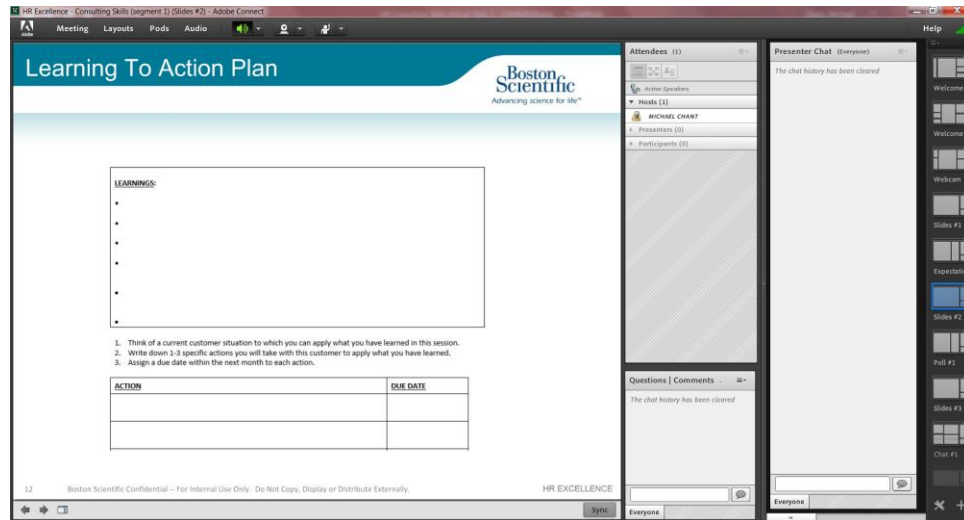 HR Excellence - Consulting Skills (segment 1) (Slides #2) - Adobe Connect
Adobe
Meeting Layouts Pods Audio
Help
Learning To Action Plan
Boston
Scientific
Advancing science for life™
LEARNINGS:
•
•
•
•
•
•
1. Think of a current customer situation to which you can apply what you have learned in this session.
2. Write down 1-3 specific actions you will take with this customer to apply what you have learned.
3. Assign a due date within the next month to each action.
ACTION DUE DATE
12 Boston Scientific Confidential -- For Internal Use Only. Do Not Copy, Display or Distribute Externally. HR EXCELLENCE
Sync
Attendees (1)
Active Speakers
Hosts (1)
MICHAEL CHANT
Presenters (0)
Participants (0)
Questions | Comments
The chat history has been cleared
Everyone
Presenter Chat (Everyone)
The chat history has been cleared
Everyone
Welcome
Welcome
Webcam
Slides #1
Expectati
Slides #2
Poll #1
Slides #3
Chat #1